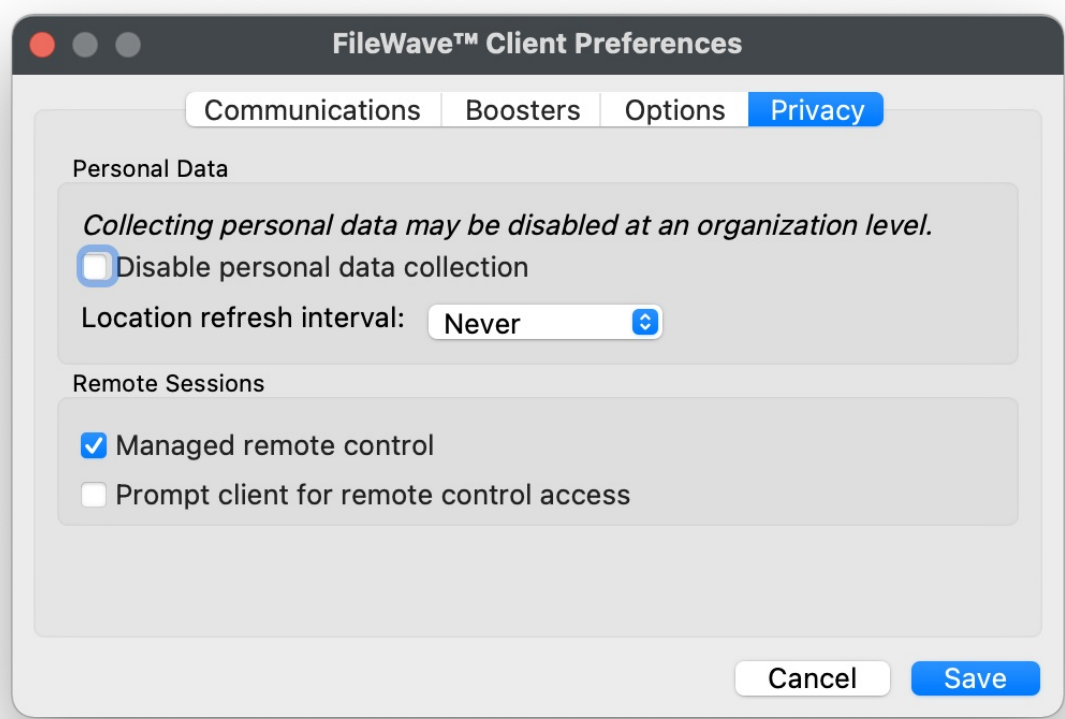 FileWave™ Client Preferences
Communications Boosters Options Privacy
Personal Data
Collecting personal data may be disabled at an organization level.
Disable personal data collection
Location refresh interval: Never
Remote Sessions
Managed remote control
Prompt client for remote control access
Cancel Save